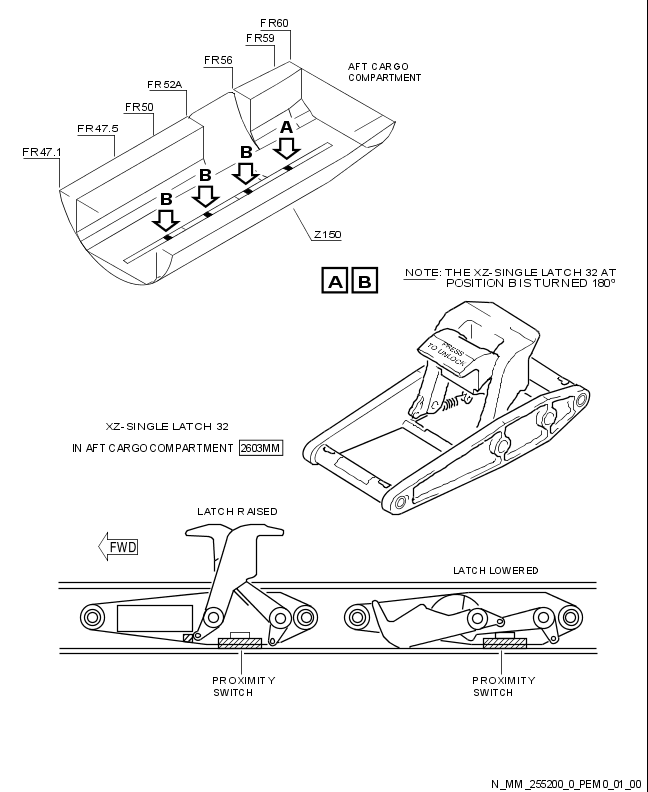 FR60
FR59
FR56
FR52A
FR50
FR47.5
FR47.1
AFT CARGO
COMPARTMENT
A
B
B
B
Z150
A B
NOTE: THE XZ-SINGLE LATCH 32 AT
POSITION B IS TURNED 180°
PRESS
TO UNLOCK
XZ-SINGLE LATCH 32
IN AFT CARGO COMPARTMENT 2603MM
LATCH RAISED
FWD
LATCH LOWERED
PROXIMITY
SWITCH
PROXIMITY
SWITCH
N_MM_255200_0_PEM0_01_00